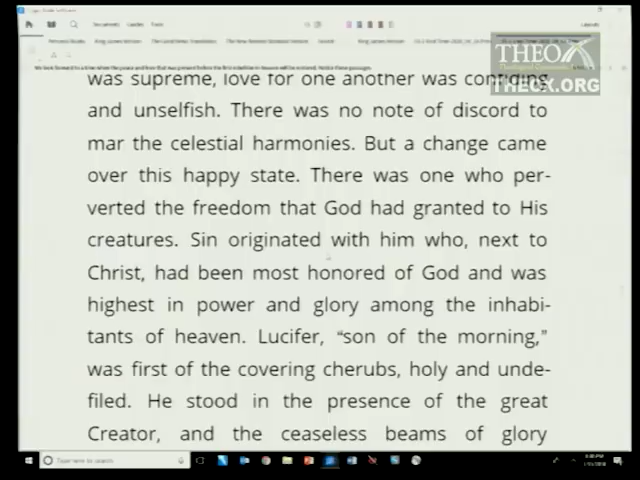 THEOX
THEOX.ORG
was supreme, love for one another was confiding
and unselfish. There was no note of discord to
mar the celestial harmonies. But a change came
over this happy state. There was one who per-
verted the freedom that God had granted to His
creatures. Sin originated with him who, next to
Christ, had been most honored of God and was
highest in power and glory among the inhabi-
tants of heaven. Lucifer, “son of the morning,”
was first of the covering cherubs, holy and unde-
filed. He stood in the presence of the great
Creator, and the ceaseless beams of glory
Type here to search